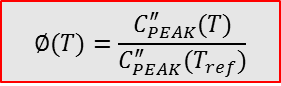 ∅(T) = C″PEAK(T) / C″PEAK(Tref)